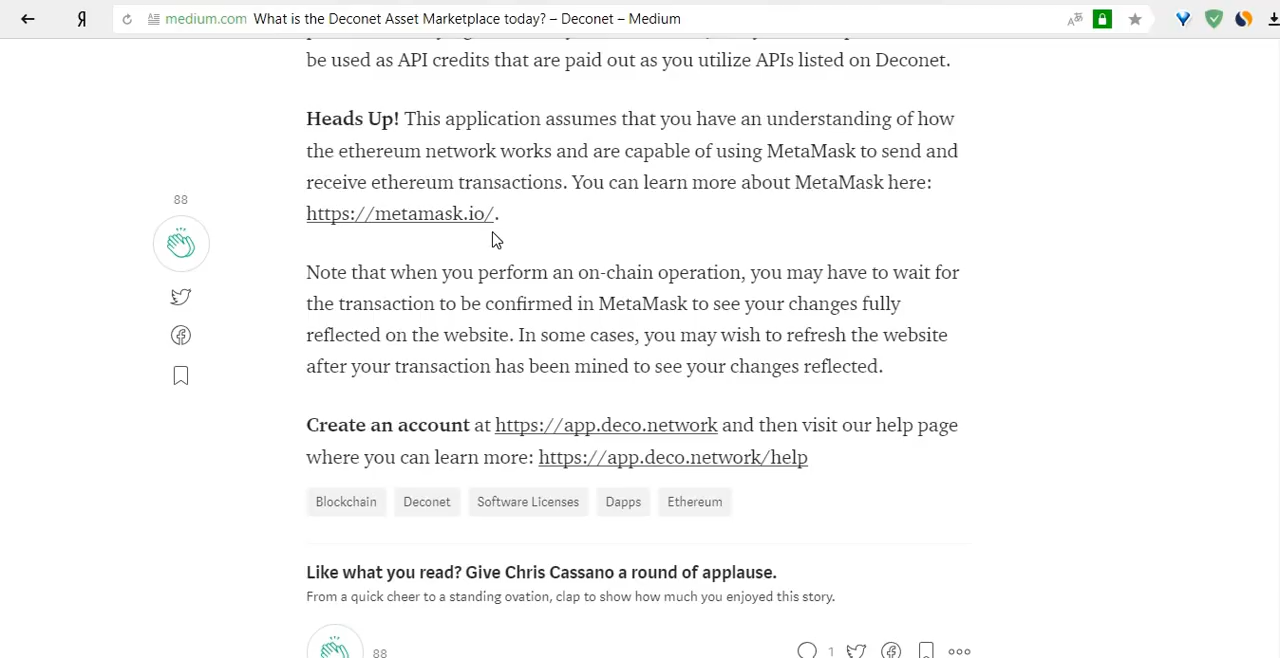 Я medium.com What is the Deconet Asset Marketplace today? – Deconet – Medium
be used as API credits that are paid out as you utilize APIs listed on Deconet.
Heads Up! This application assumes that you have an understanding of how
the ethereum network works and are capable of using MetaMask to send and
receive ethereum transactions. You can learn more about MetaMask here:
https://metamask.io/.
88
Note that when you perform an on-chain operation, you may have to wait for
the transaction to be confirmed in MetaMask to see your changes fully
reflected on the website. In some cases, you may wish to refresh the website
after your transaction has been mined to see your changes reflected.
Create an account at https://app.deco.network and then visit our help page
where you can learn more: https://app.deco.network/help
Blockchain Deconet Software Licenses Dapps Ethereum
Like what you read? Give Chris Cassano a round of applause.
From a quick cheer to a standing ovation, clap to show how much you enjoyed this story.
88 1